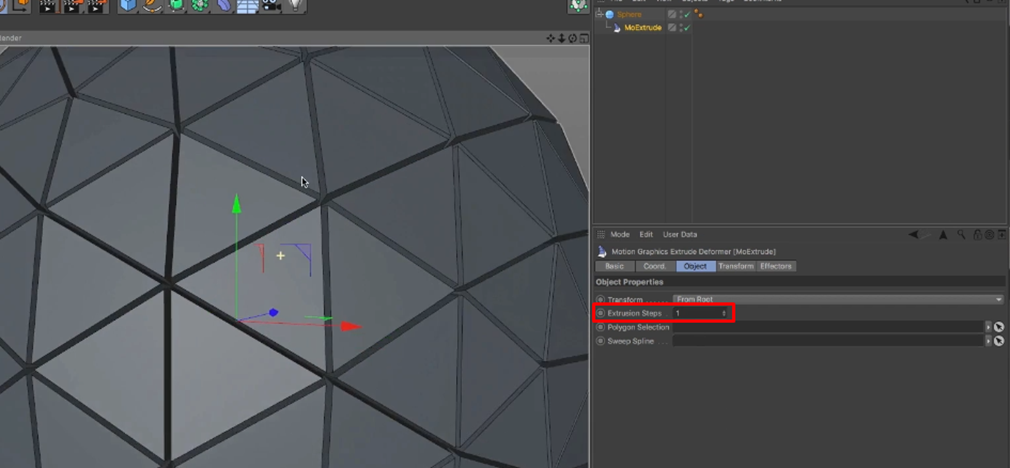 ender
Sphere
MoExtrude
Mode Edit User Data
Motion Graphics Extrude Deformer [MoExtrude]
Basic Coord. Object Transform Effectors
Object Properties
Transform . . . . . From Root
Extrusion Steps . 1
Polygon Selection
Sweep Spline . . .